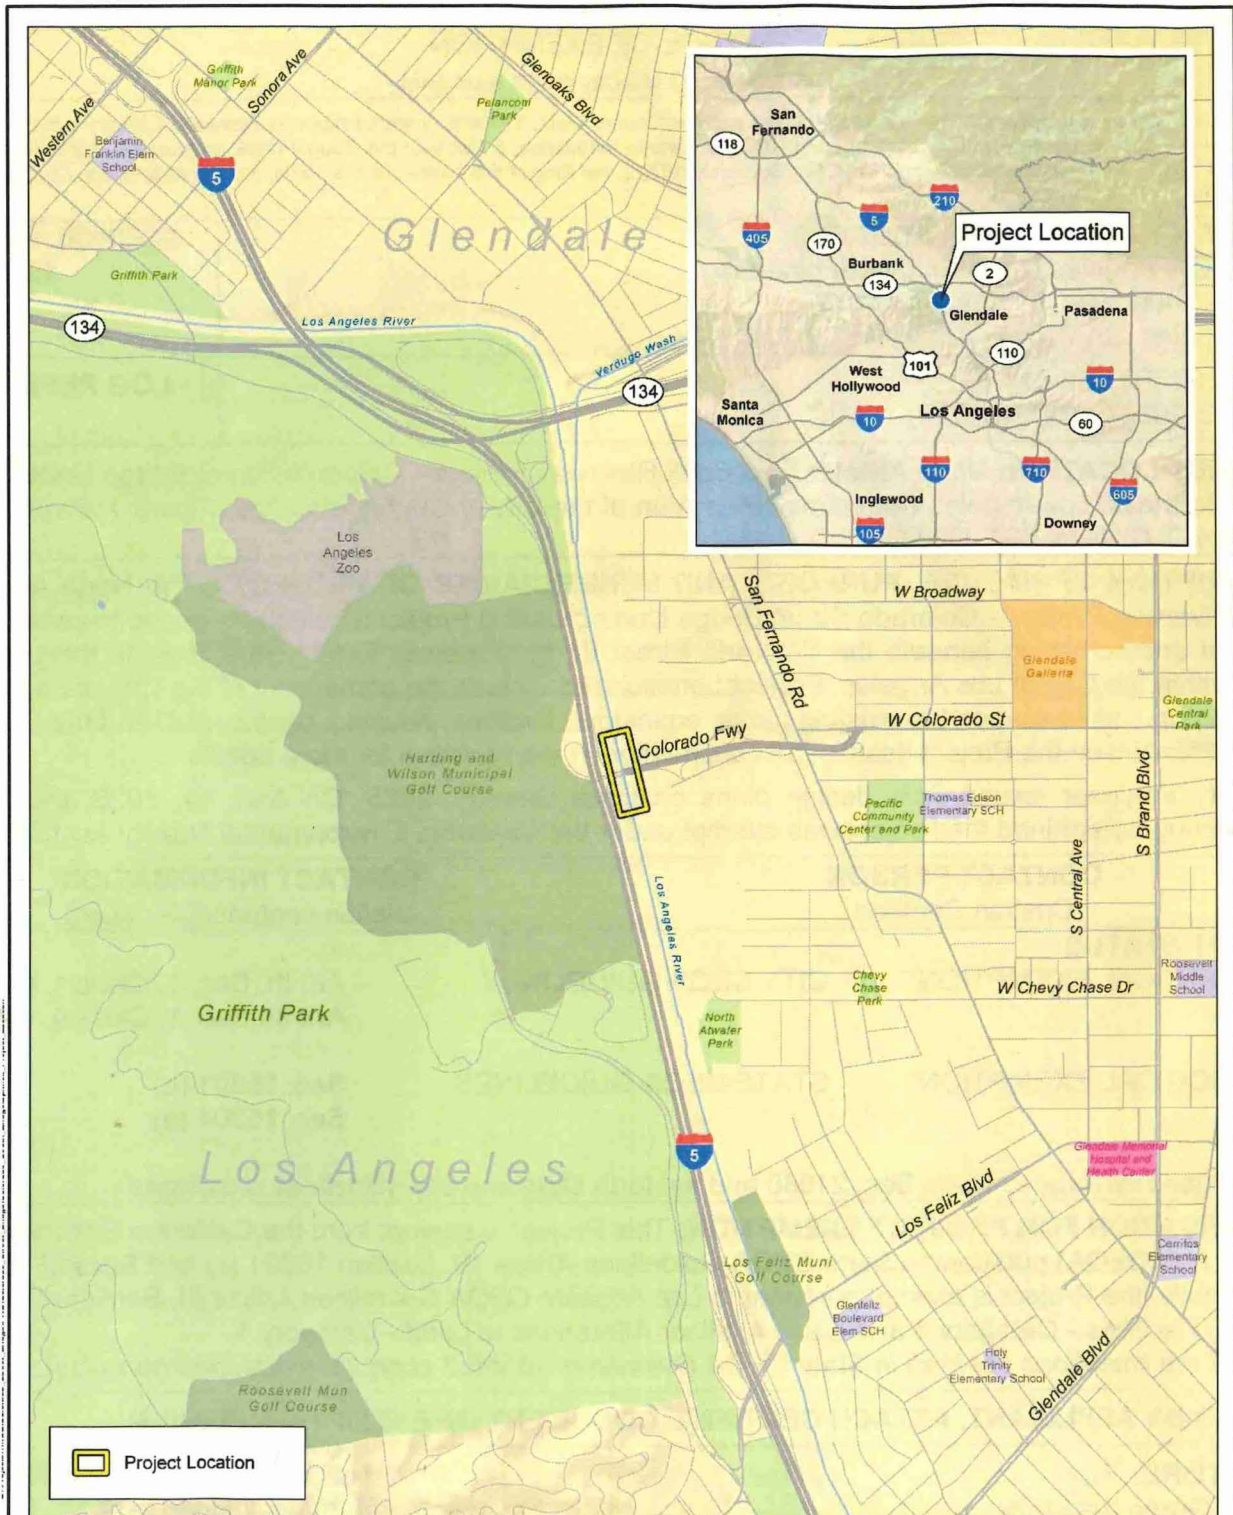 Western Ave
Griffith
Manor Park
Sonora Ave
Glenoaks Blvd
Pelanconi
Park
Benjamin
Franklin Elem
School
5
Glendale
Griffith Park
134
Los Angeles River
Verdugo Wash
134
San
Fernando
118
210
5
405
170
Project Location
Burbank
134
2
Glendale
Pasadena
110
101
West
Hollywood
10
Santa
Monica
Los Angeles
10
60
110
710
605
Inglewood
105
Downey
Los
Angeles
Zoo
San Fernando Rd
W Broadway
Glendale
Galleria
Glendale
Central
Park
W Colorado St
Colorado Fwy
Harding and
Wilson Municipal
Golf Course
Pacific
Community
Center and Park
Thomas Edison
Elementary SCH
S Brand Blvd
S Central Ave
Los Angeles River
Chevy
Chase
Park
W Chevy Chase Dr
Roosevelt
Middle
School
Griffith Park
North
Atwater
Park
5
Los Angeles
Glendale Memorial
Hospital and
Health Center
Los Feliz Blvd
Los Feliz Muni
Golf Course
Cerritos
Elementary
School
Glenfeliz
Boulevard
Elem SCH
Holy
Trinity
Elementary School
Glendale Blvd
Roosevelt Mun
Golf Course
Project Location